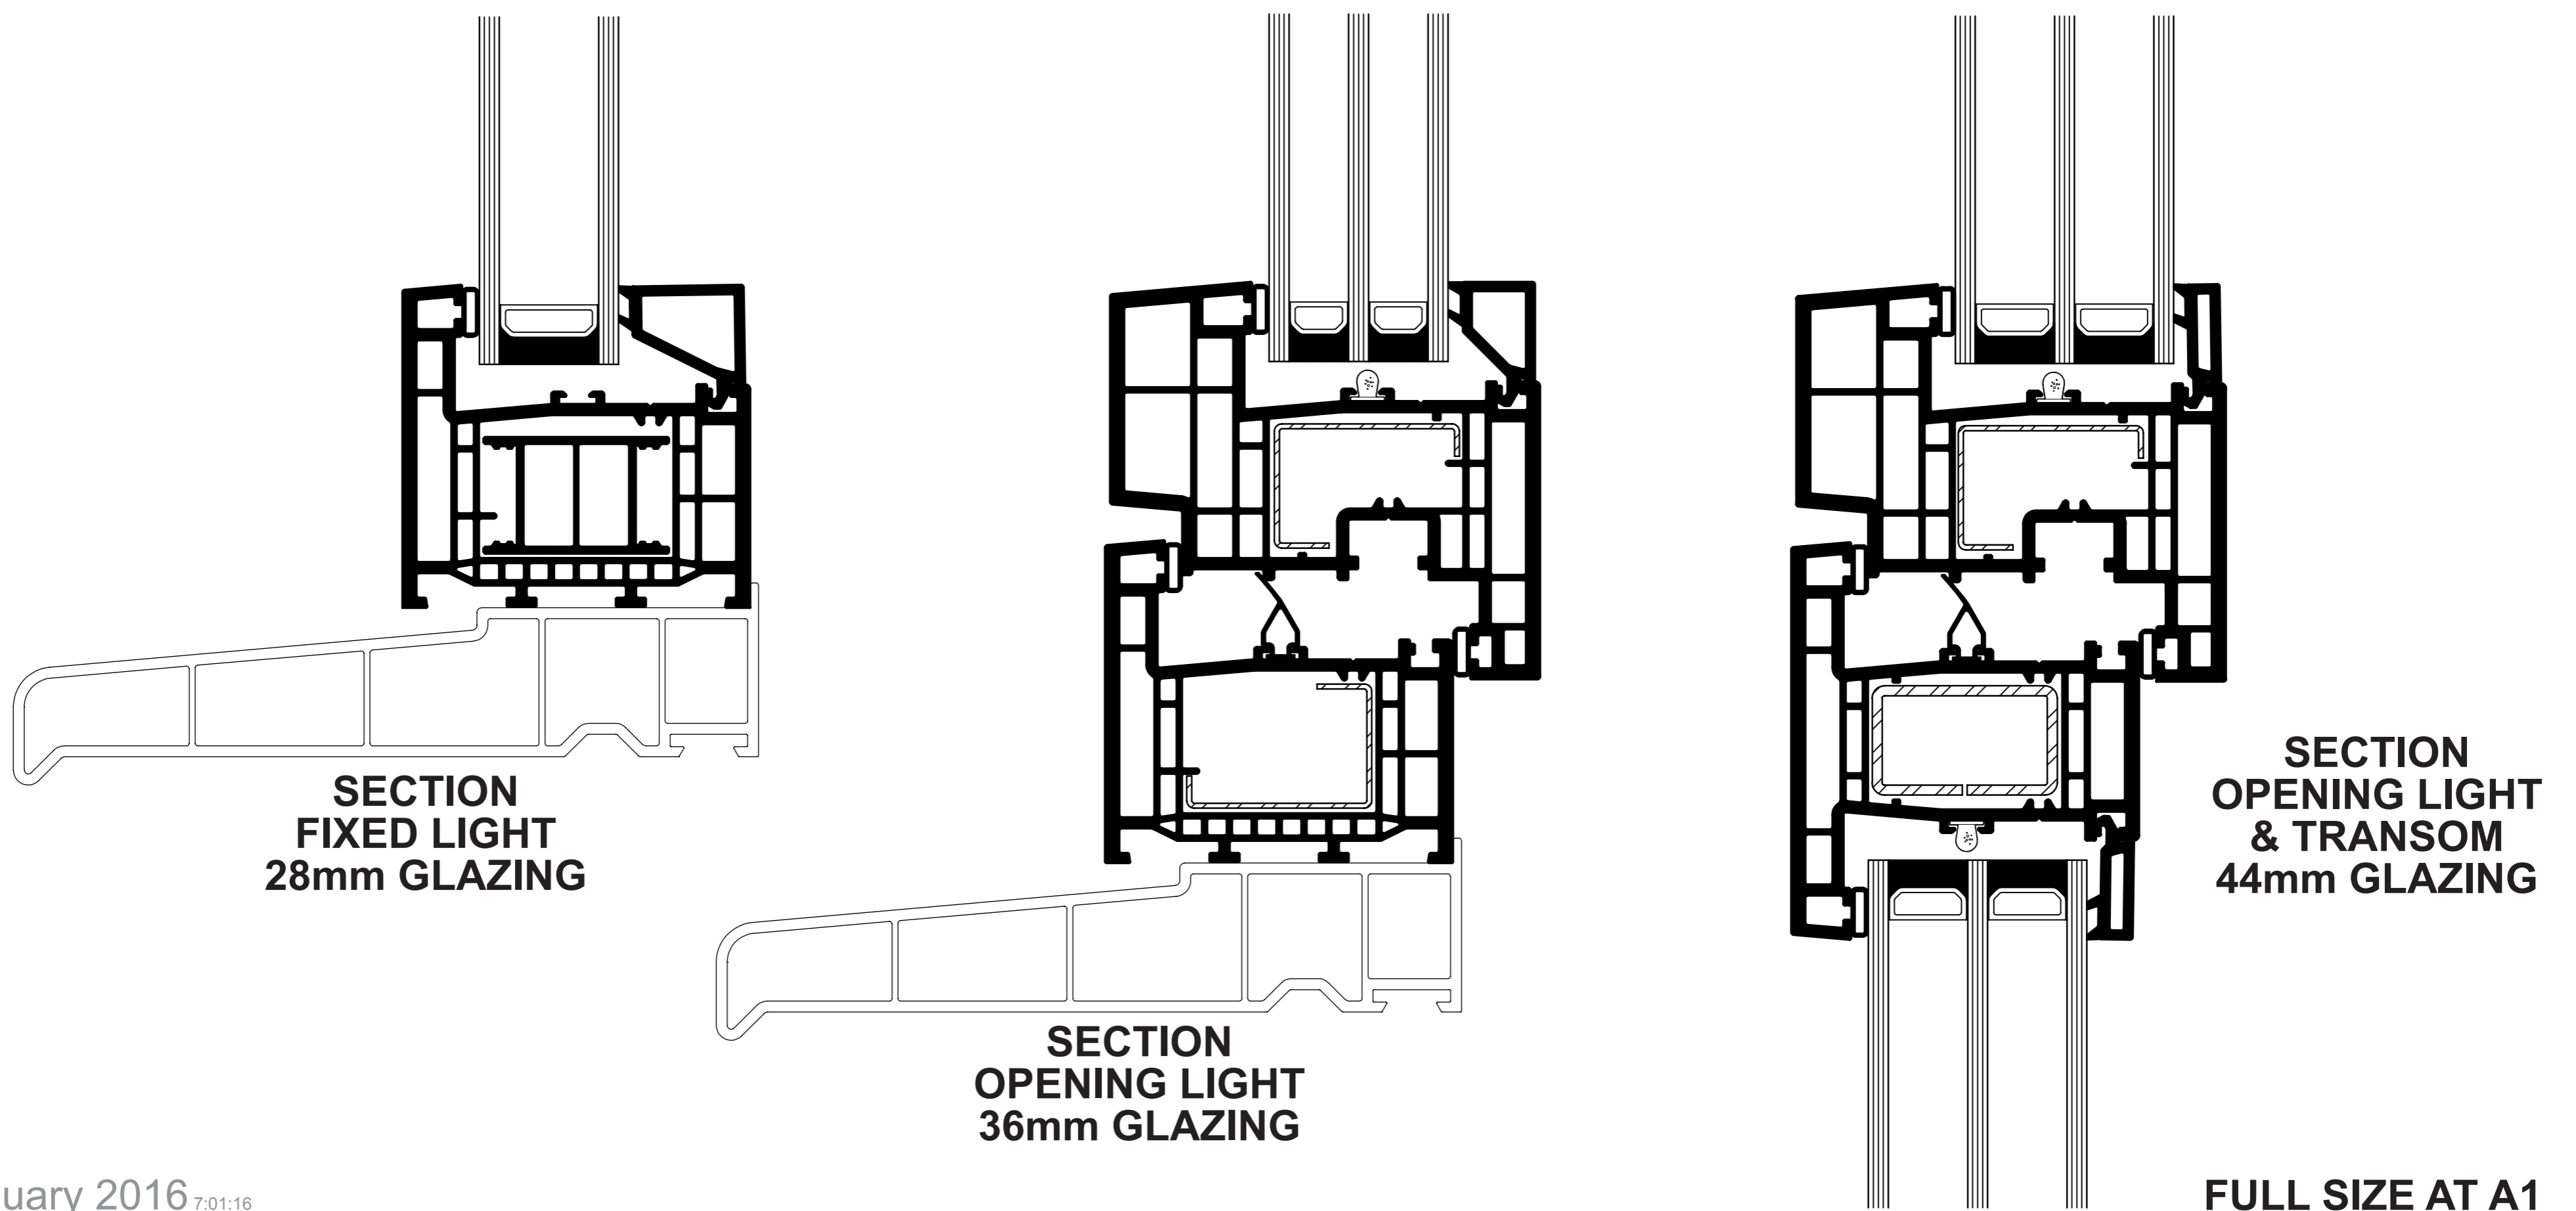 SECTION
FIXED LIGHT
28mm GLAZING
SECTION
OPENING LIGHT
36mm GLAZING
SECTION
OPENING LIGHT
& TRANSOM
44mm GLAZING
uary 2016 7:01:16
FULL SIZE AT A1